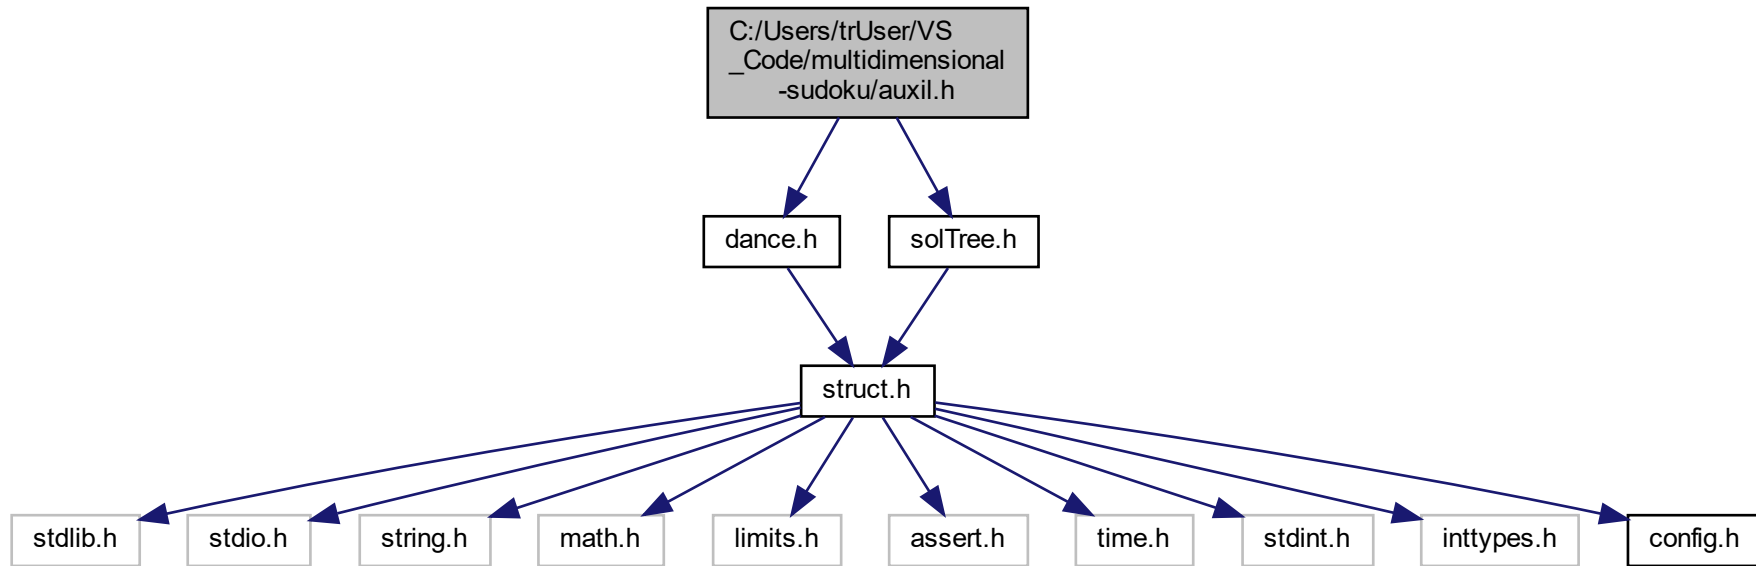 C:/Users/trUser/VS
_Code/multidimensional
-sudoku/auxil.h
dance.h
solTree.h
struct.h
stdlib.h
stdio.h
string.h
math.h
limits.h
assert.h
time.h
stdint.h
inttypes.h
config.h